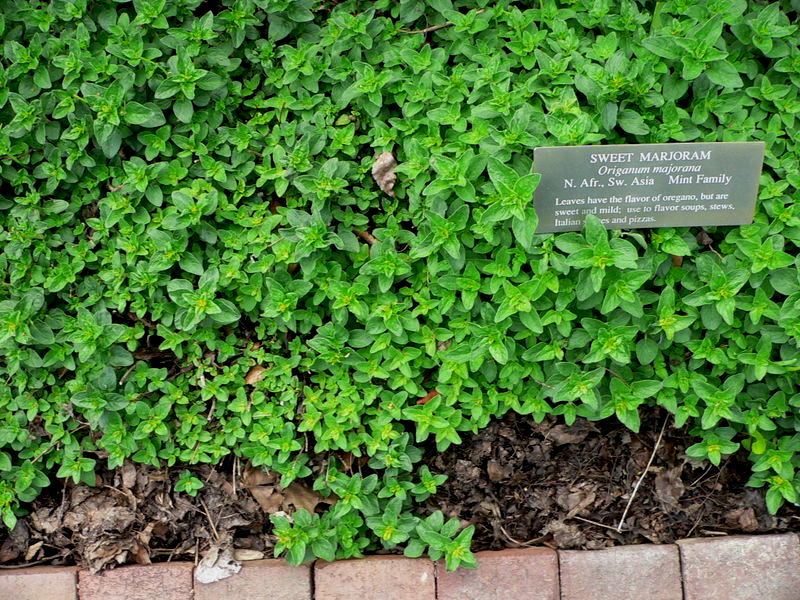 SWEET MARJORAM
Origanum majorana
N. Afr., Sw. Asia Mint Family
Leaves have the flavor of oregano, but are
sweet and mild; use to flavor soups, stews,
Italian and pizzas.